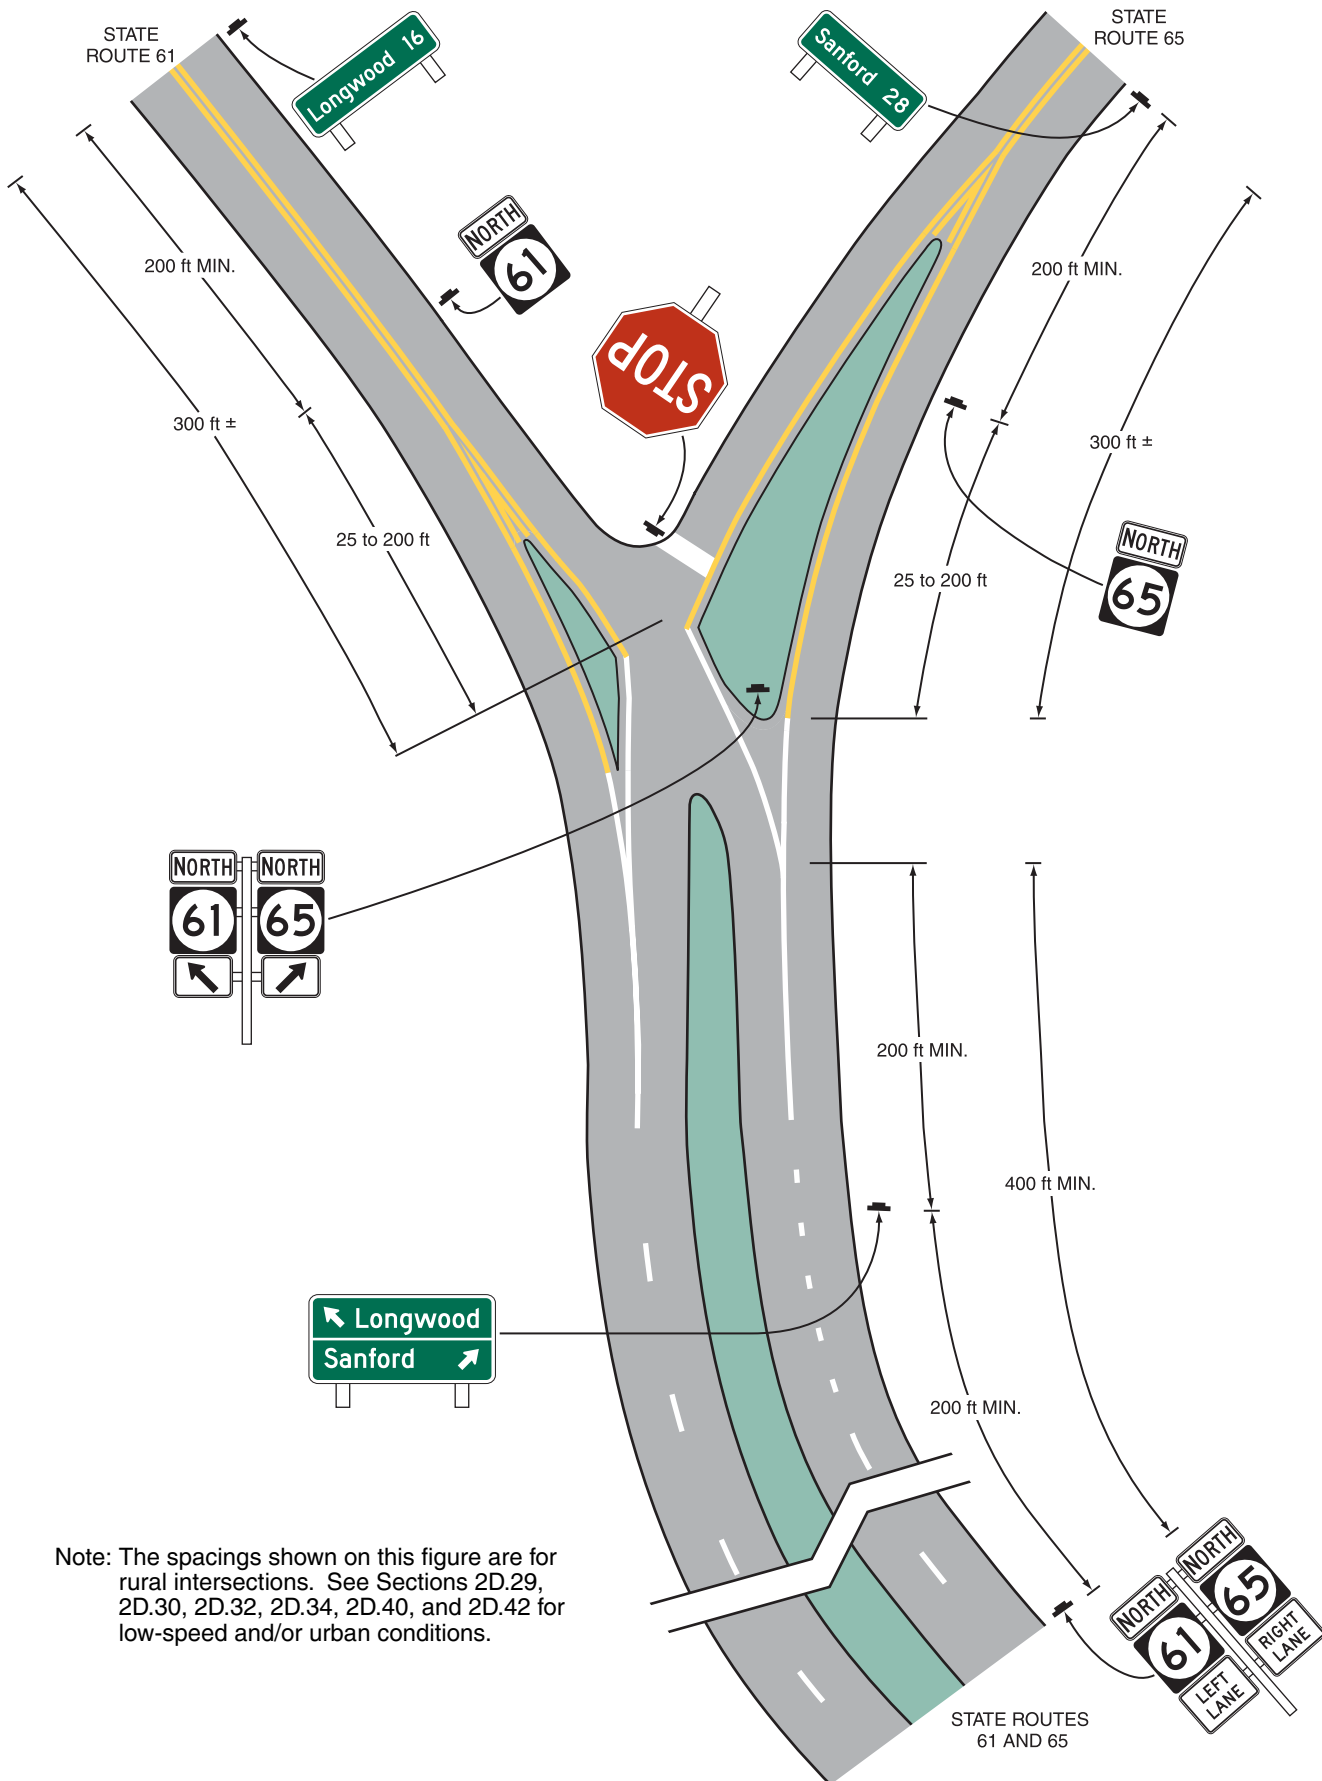 STATE
ROUTE 61
Longwood 16
Sanford 28
STATE
ROUTE 65
200 ft MIN.
NORTH
61
200 ft MIN.
STOP
300 ft ±
300 ft ±
25 to 200 ft
25 to 200 ft
NORTH
65
NORTH NORTH
61 65
200 ft MIN.
400 ft MIN.
Longwood
Sanford
200 ft MIN.
NORTH
65
RIGHT
LANE
NORTH
61
LEFT
LANE
Note: The spacings shown on this figure are for
rural intersections. See Sections 2D.29,
2D.30, 2D.32, 2D.34, 2D.40, and 2D.42 for
low-speed and/or urban conditions.
STATE ROUTES
61 AND 65